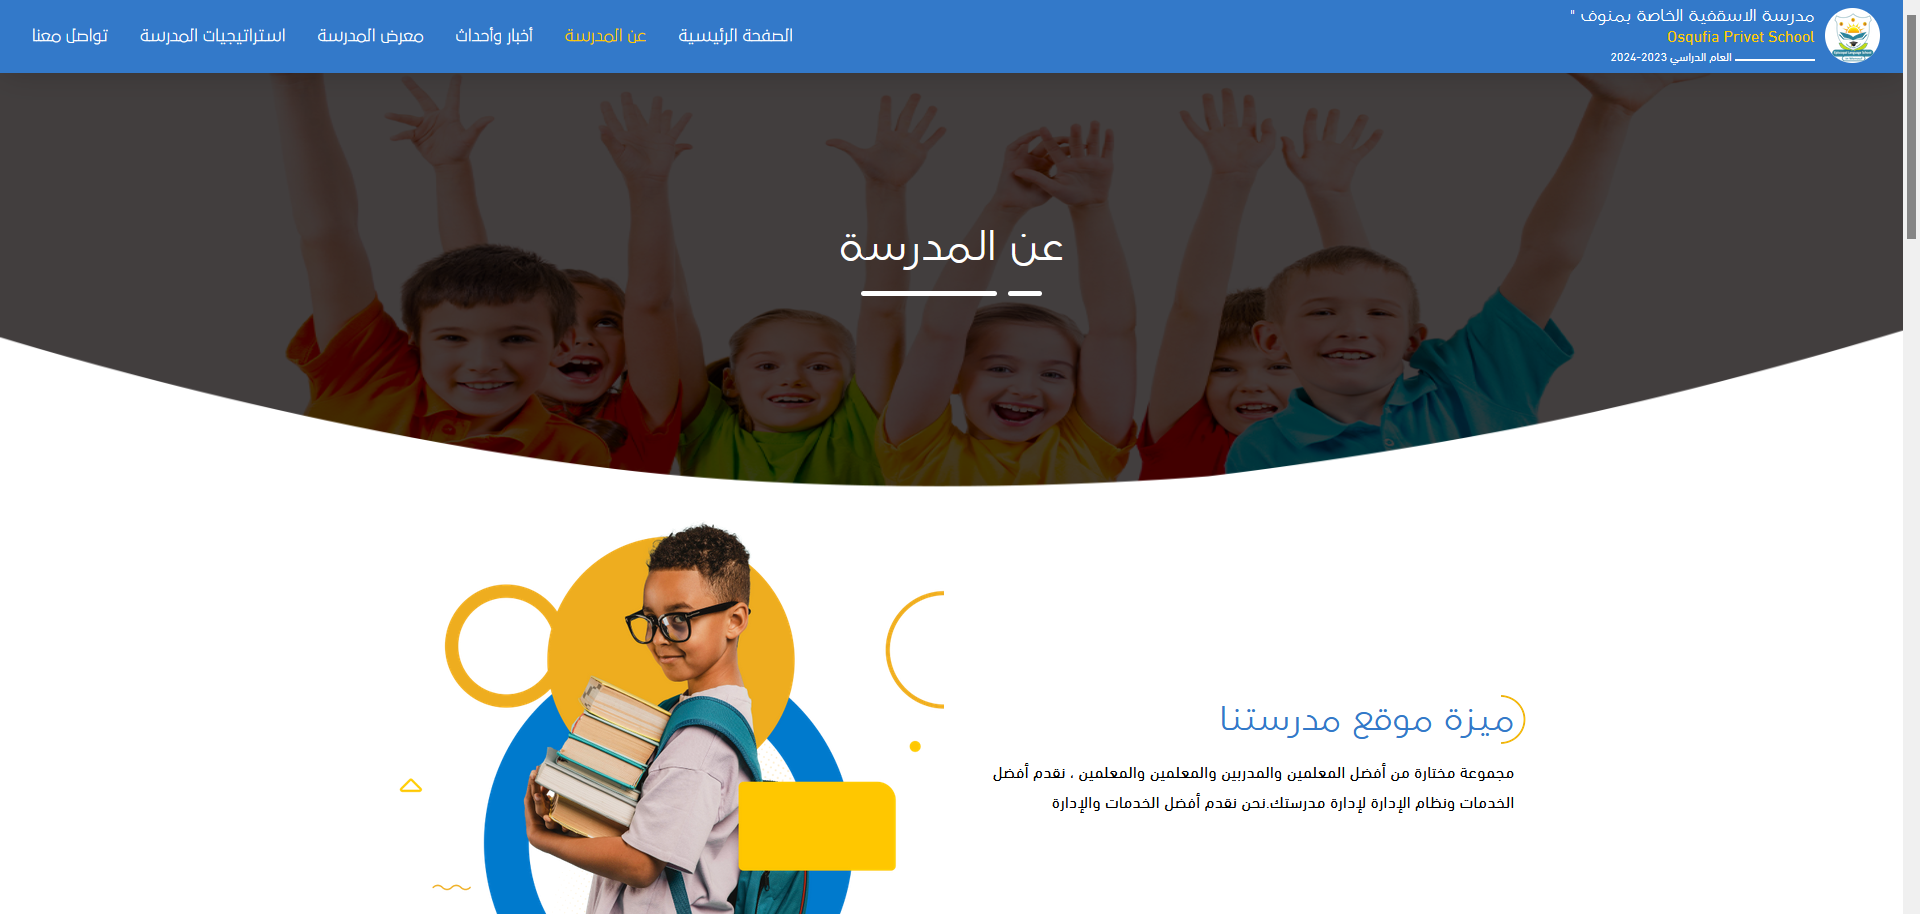 مدرسة الاسقفية الخاصة بمنوف "
Osqufia Privet School
العام الدراسي 2023-2024
الصفحة الرئيسية
عن المدرسة
أخبار وأحداث
معرض المدرسة
استراتيجيات المدرسة
تواصل معنا
عن المدرسة
ميزة موقع مدرستنا
مجموعة مختارة من أفضل المعلمين والمدربين والمعلمين والمعلمين ، نقدم أفضل
الخدمات ونظام الإدارة لإدارة مدرستك.نحن نقدم أفضل الخدمات والإدارة